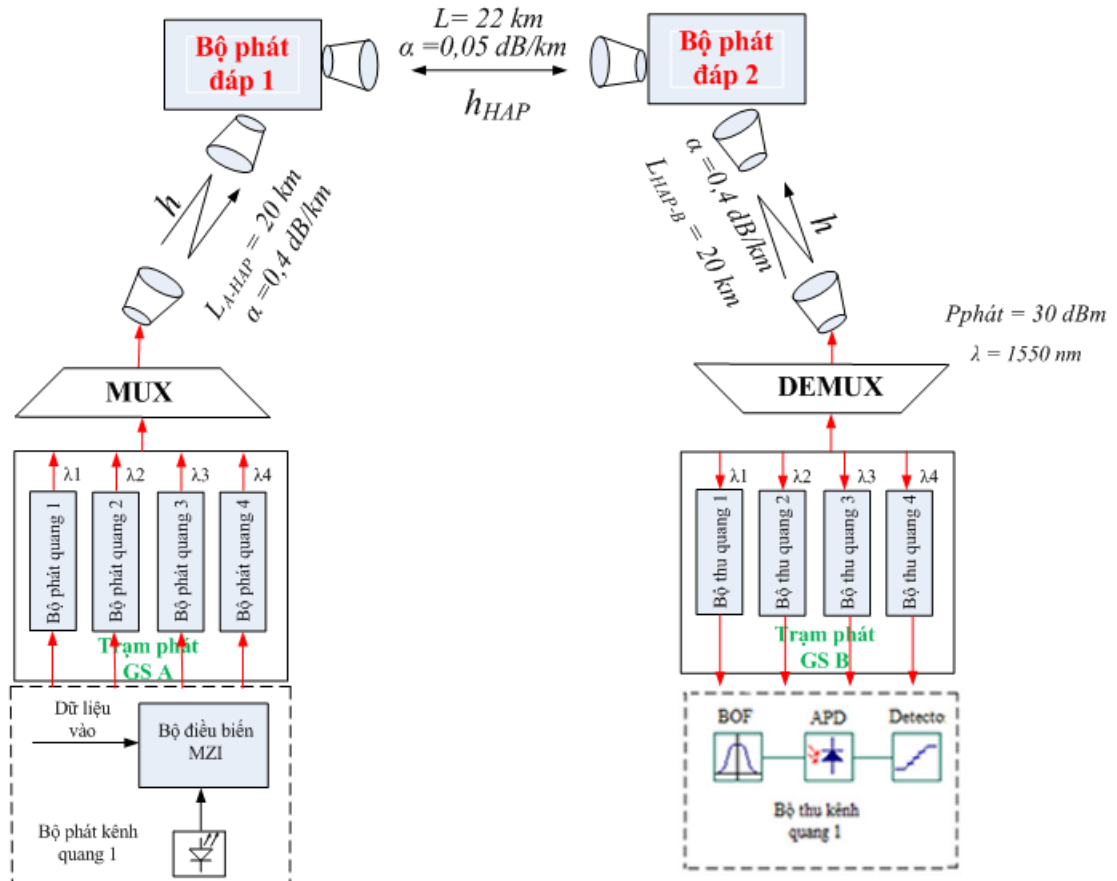 Bộ phát
đáp 1
L= 22 km
α =0,05 dB/km
h_HAP
Bộ phát
đáp 2
h
L_A-HAP = 20 km
α =0,4 dB/km
α =0,4 dB/km
L_HAP-B = 20 km
h
Pphát = 30 dBm
λ = 1550 nm
MUX
DEMUX
λ1
λ2
λ3
λ4
Bộ phát quang 1
Bộ phát quang 2
Bộ phát quang 3
Bộ phát quang 4
Trạm phát
GS A
λ1
λ2
λ3
λ4
Bộ thu quang 1
Bộ thu quang 2
Bộ thu quang 3
Bộ thu quang 4
Trạm phát
GS B
Dữ liệu
vào
Bộ điều biến
MZI
Bộ phát kênh
quang 1
BOF
APD
Detecto
Bộ thu kênh
quang 1